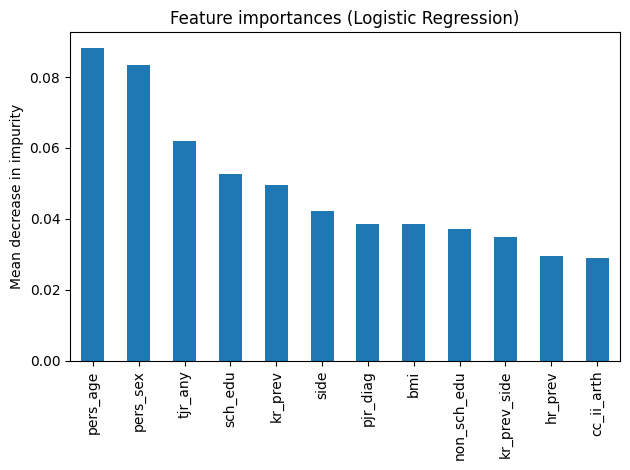 Feature importances (Logistic Regression)
Mean decrease in impurity
0.08
0.06
0.04
0.02
0.00
pers_age
pers_sex
tjr_any
sch_edu
kr_prev
side
pjr_diag
bmi
non_sch_edu
kr_prev_side
hr_prev
cc_ii_arth